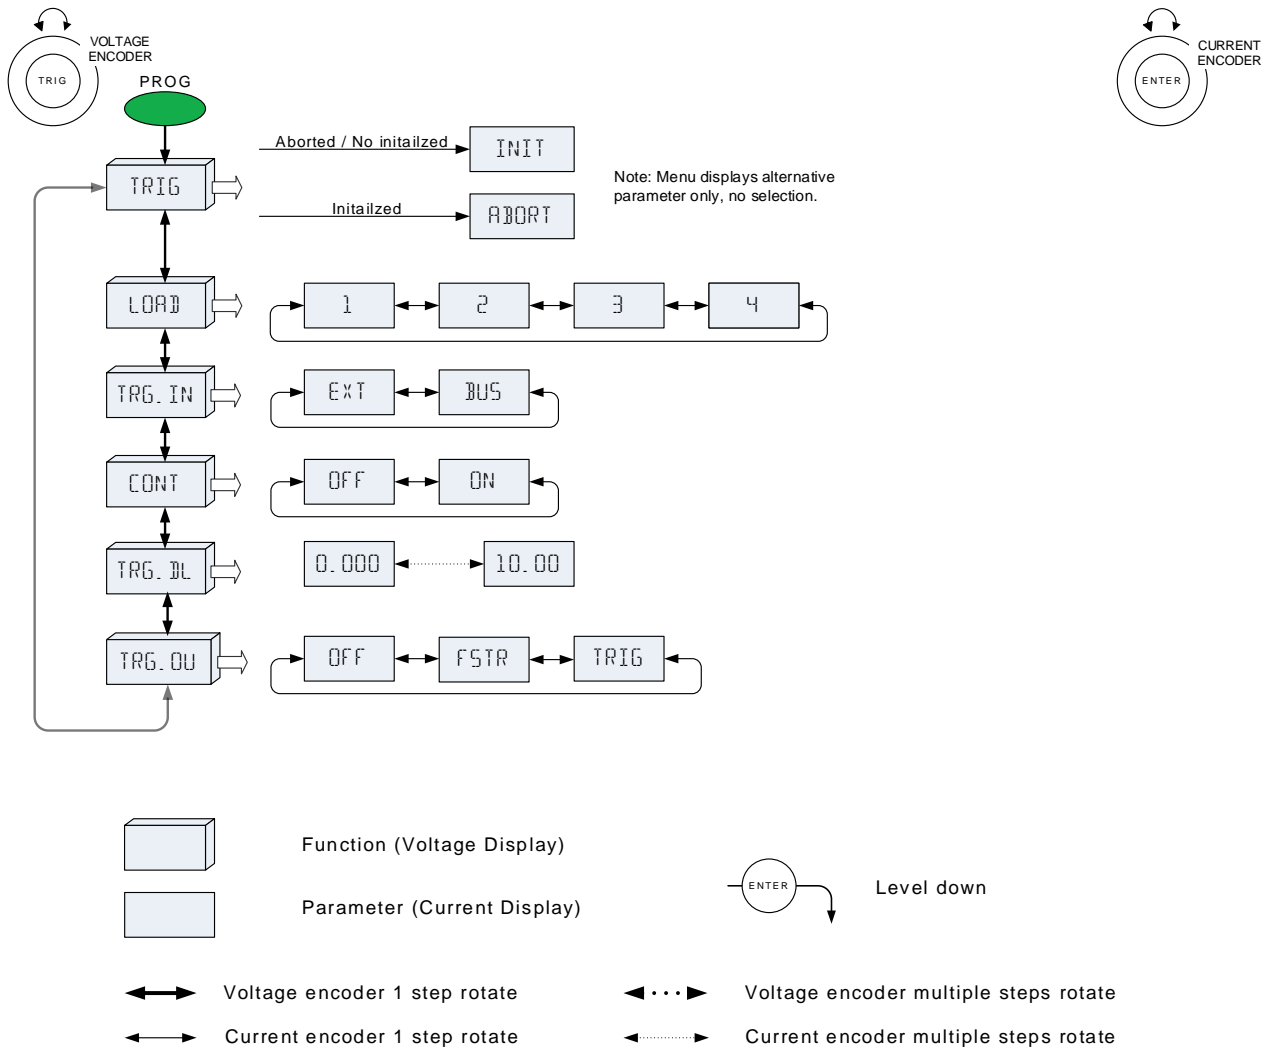 VOLTAGE
ENCODER
TRIG
CURRENT
ENCODER
ENTER
PROG
TRIG
Aborted / No initailzed
INIT
Initailzed
ABORT
Note: Menu displays alternative
parameter only, no selection.
LOAD
1
2
3
4
TRG.IN
EXT
BUS
CONT
OFF
ON
TRG.DL
0.000
10.00
TRG.OU
OFF
FSTR
TRIG
Function (Voltage Display)
Parameter (Current Display)
ENTER
Level down
Voltage encoder 1 step rotate
Voltage encoder multiple steps rotate
Current encoder 1 step rotate
Current encoder multiple steps rotate